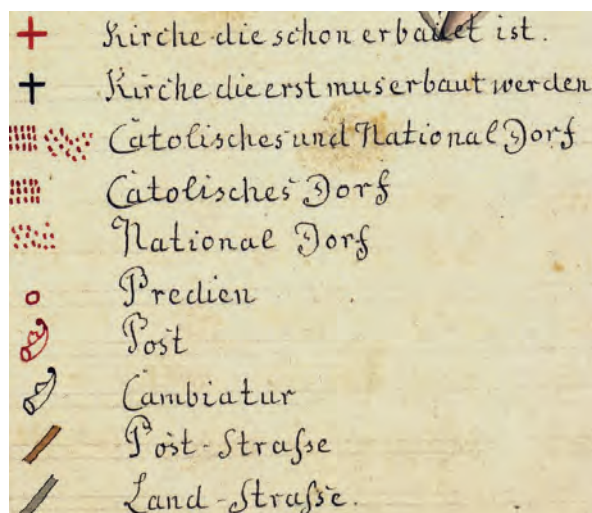 Kirche die schon erbauet ist.
Kirche die erst mus erbaut werden
Catolisches und National Dorf
Catolisches Dorf
National Dorf
Predien
Post
Cambiatur
Post-Straſse
Land-Straſse.